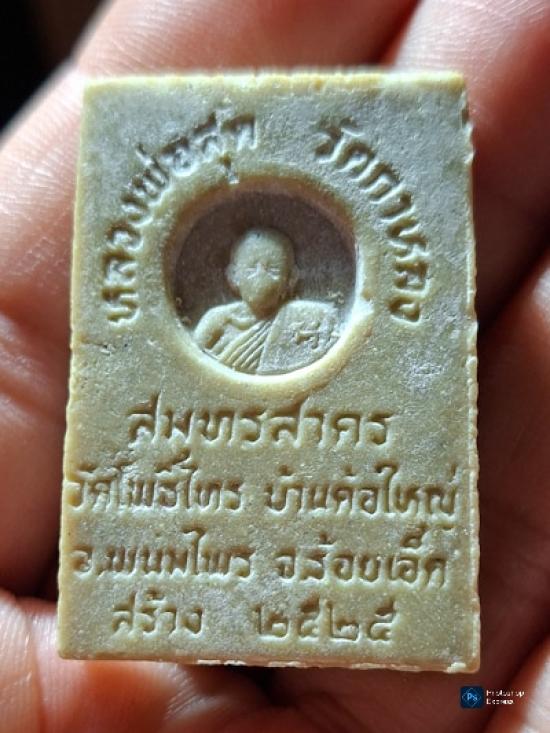 หลวงพ่อสุด วัดกาหลง
สมุทรสาคร
วัดโพธิ์ไทร บ้านค้อใหญ่
อ.พนมไพร จ.ร้อยเอ็ด
สร้าง ๒๕๒๕
Photoshop
Express